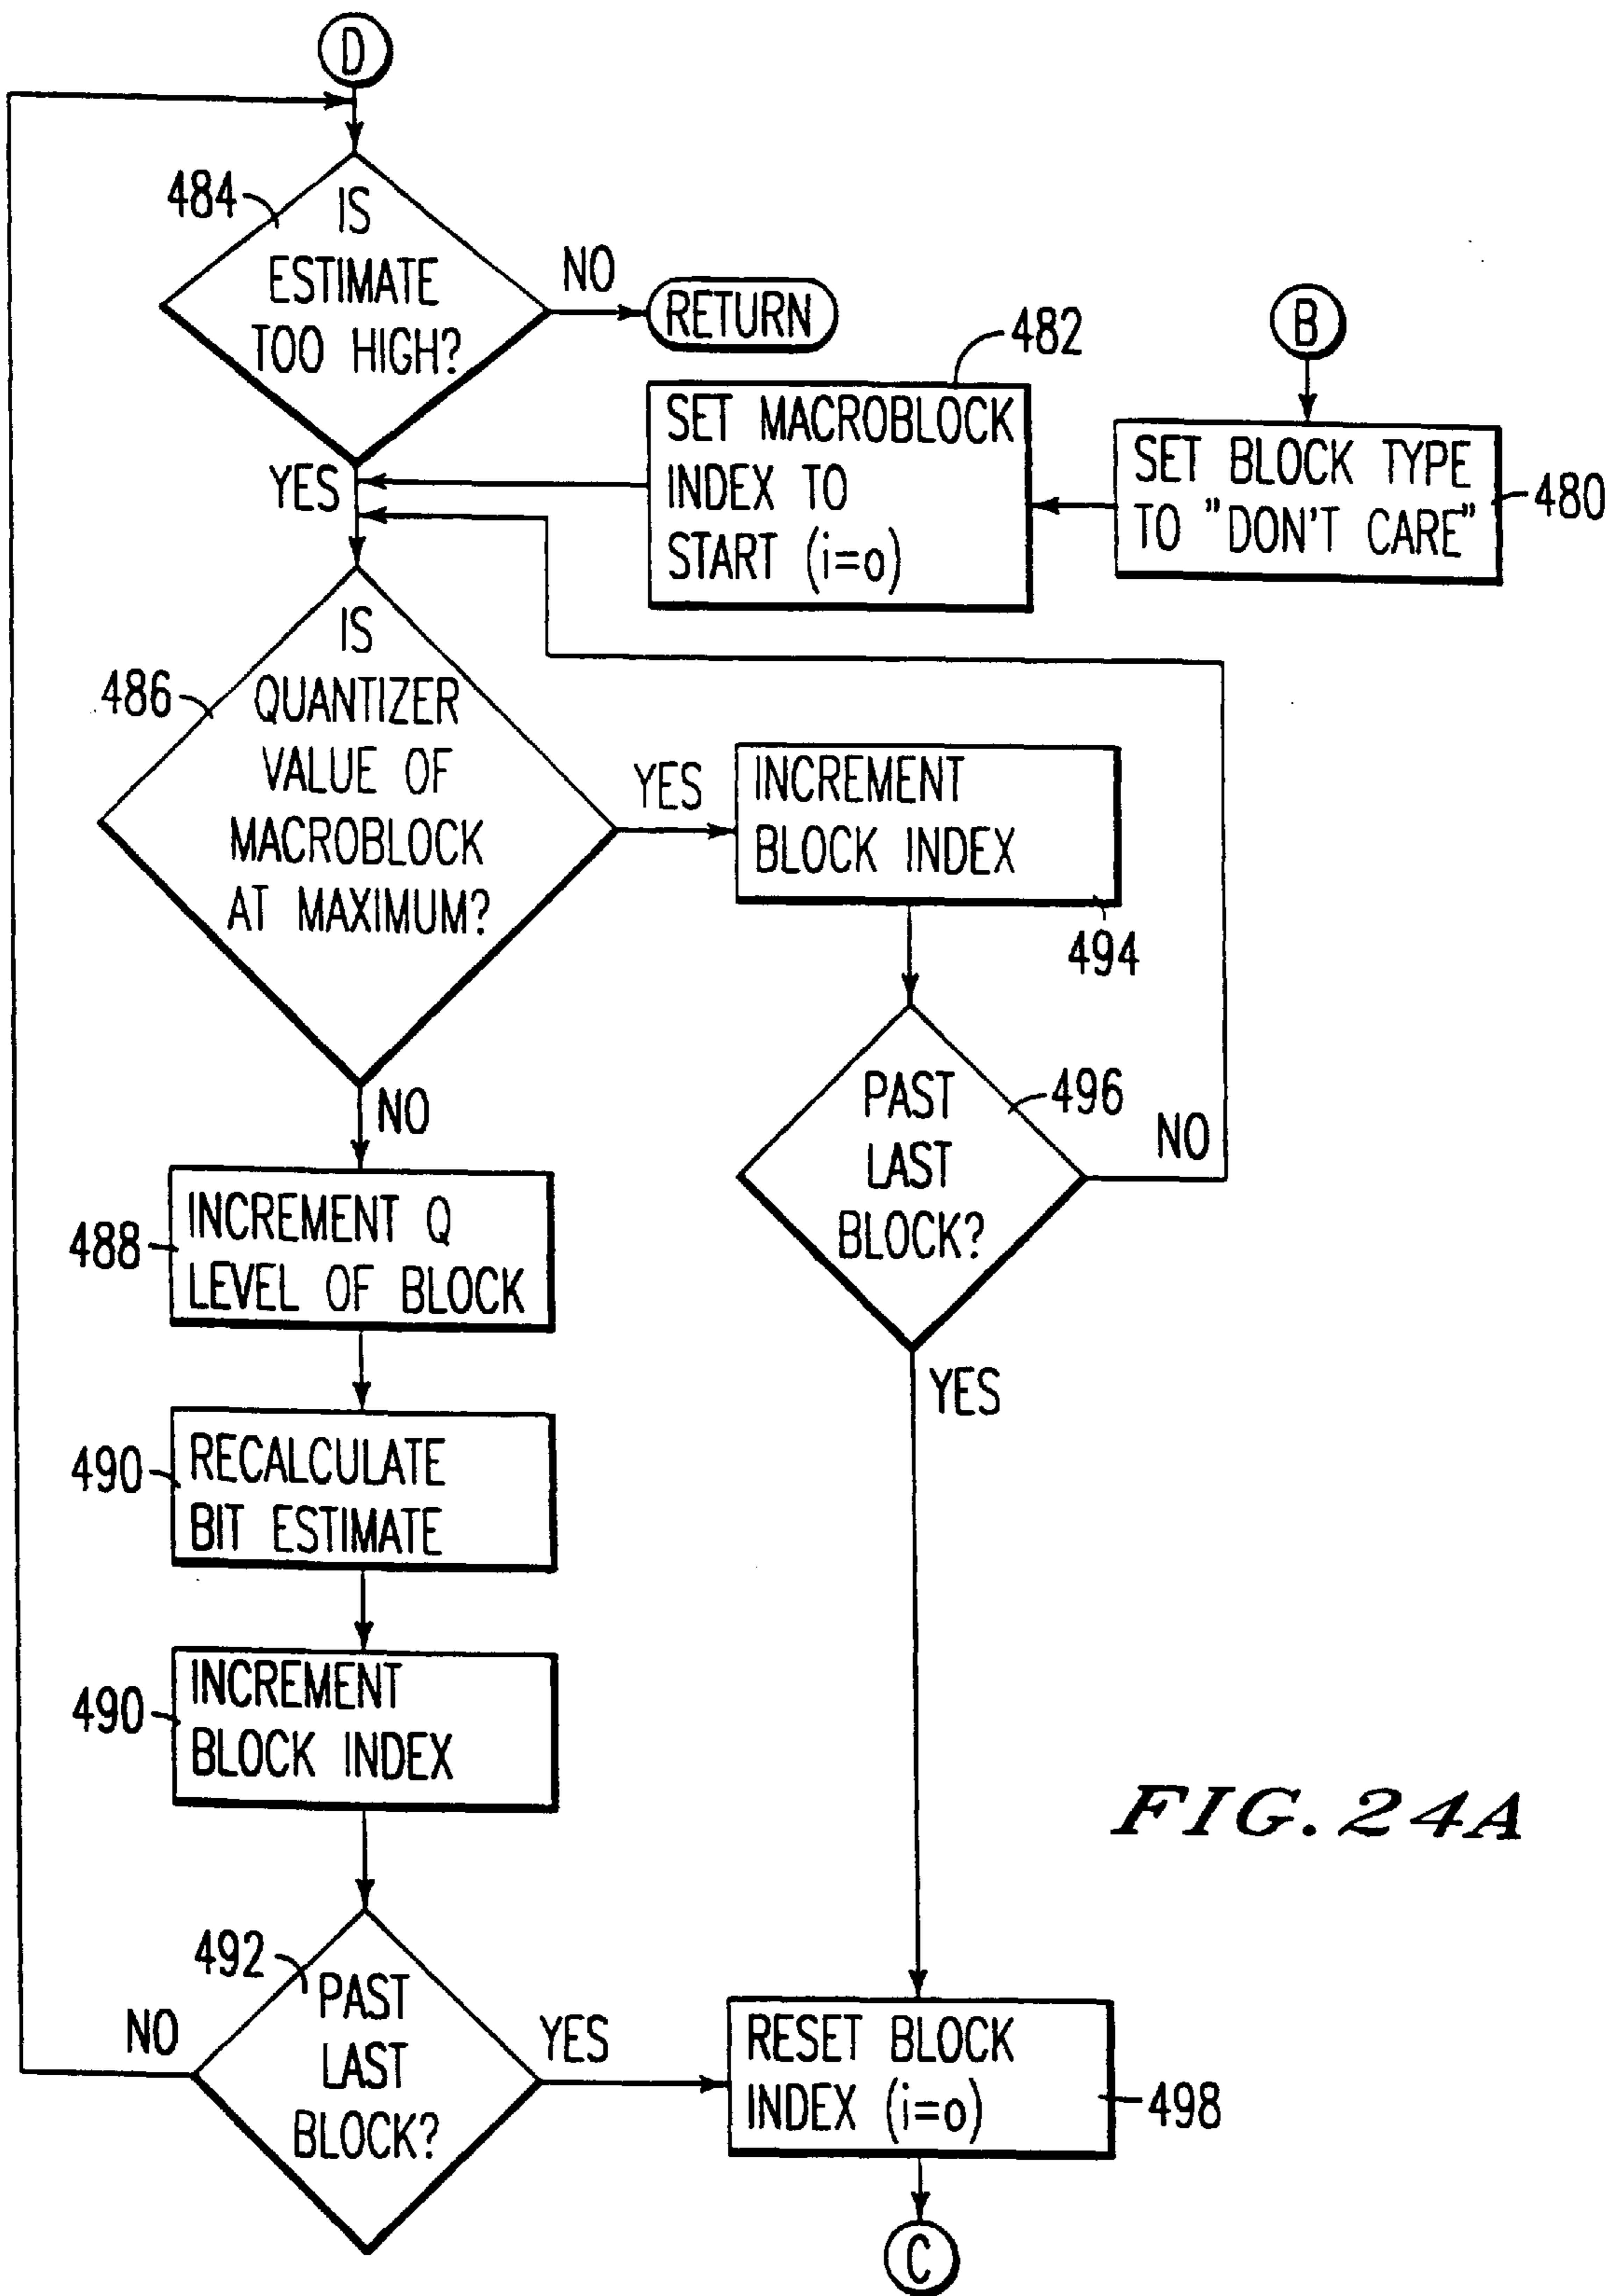 D
484
IS
ESTIMATE
TOO HIGH?
NO
RETURN
YES
482
SET MACROBLOCK
INDEX TO
START (i=o)
B
SET BLOCK TYPE
TO "DON'T CARE"
480
486
IS
QUANTIZER
VALUE OF
MACROBLOCK
AT MAXIMUM?
YES
INCREMENT
BLOCK INDEX
494
NO
PAST
LAST
BLOCK?
496
NO
YES
488
INCREMENT Q
LEVEL OF BLOCK
490
RECALCULATE
BIT ESTIMATE
490
INCREMENT
BLOCK INDEX
492
PAST
LAST
BLOCK?
NO
YES
RESET BLOCK
INDEX (i=o)
498
C
FIG. 24A